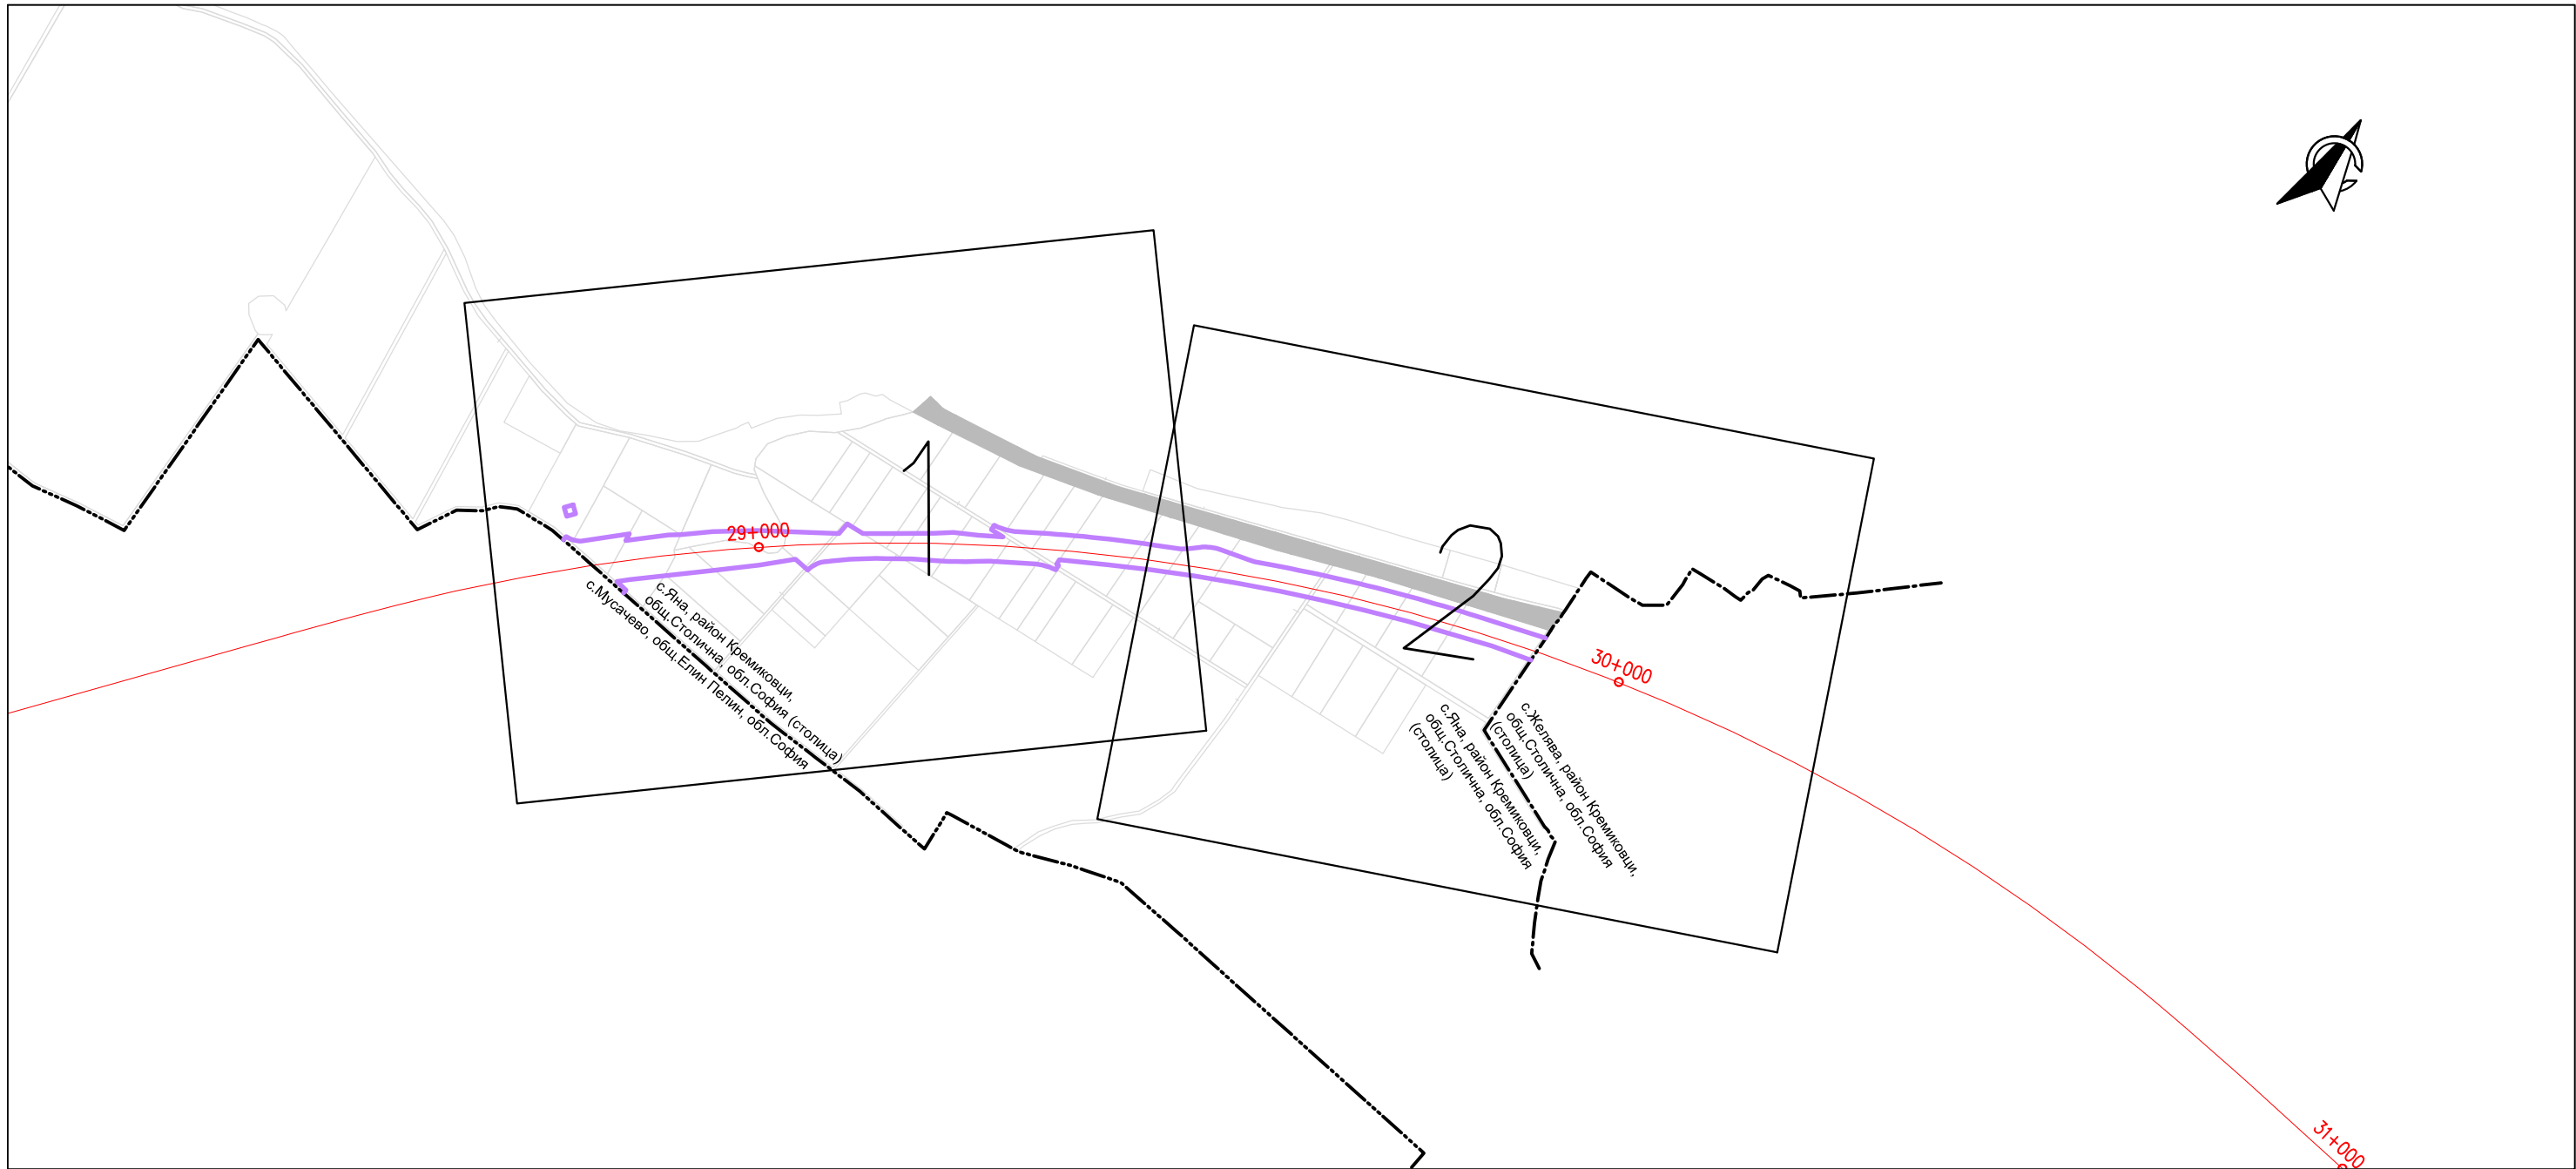 1
2
29+000
30+000
31+000
с.Яна, район Кремиковци,
общ.Столична, обл.София (столица)
с.Мусачево, общ.Елин Пелин, обл.София
с.Желява, район Кремиковци,
общ.Столична, обл.София
(столица)
с.Яна, район Кремиковци,
общ.Столична, обл.София
(столица)